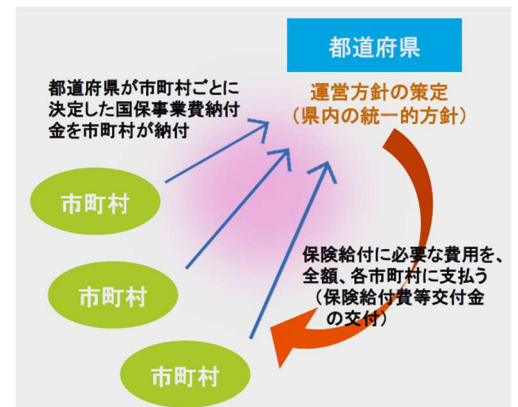 都道府県
運営方針の策定
（県内の統一的方針）
都道府県が市町村ごとに
決定した国保事業費納付
金を市町村が納付
市町村
市町村
市町村
保険給付に必要な費用を、
全額、各市町村に支払う
（保険給付費等交付金
の交付）